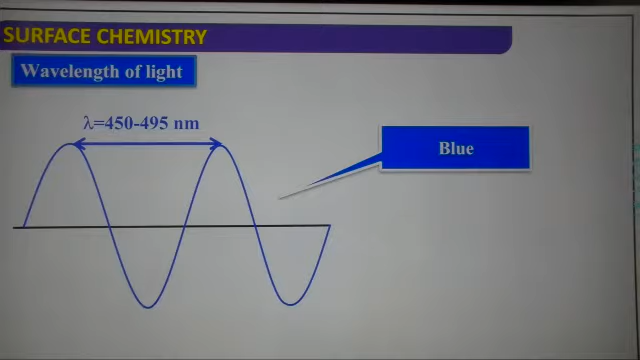 SURFACE CHEMISTRY
Wavelength of light
λ=450-495 nm
Blue